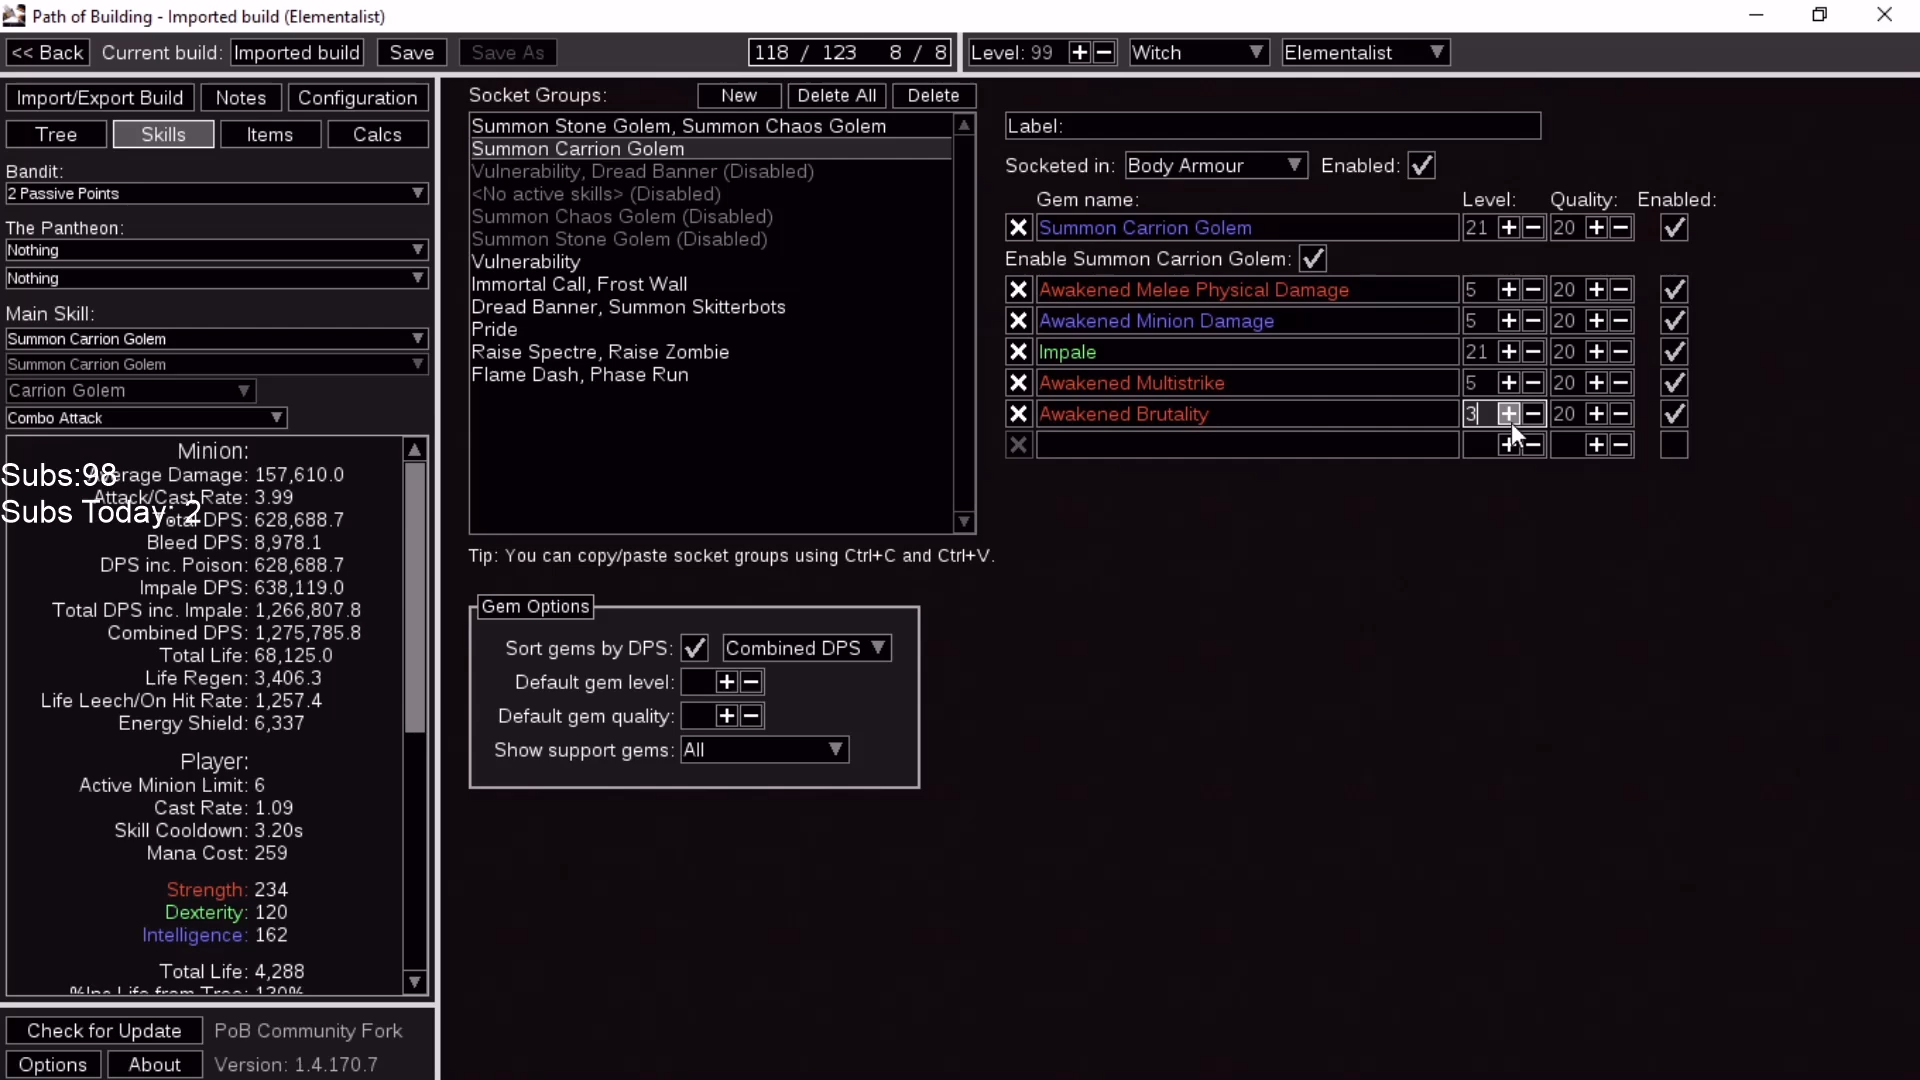 Path of Building - Imported build (Elementalist)
<< Back Current build: Imported build Save Save As 118 / 123 8 / 8 Level: 99 + − Witch Elementalist
Import/Export Build Notes Configuration
Tree Skills Items Calcs
Bandit:
2 Passive Points
The Pantheon:
Nothing
Nothing
Main Skill:
Summon Carrion Golem
Summon Carrion Golem
Carrion Golem
Combo Attack
Minion:
Average Damage: 157,610.0
Attack/Cast Rate: 3.99
Total DPS: 628,688.7
Bleed DPS: 8,978.1
DPS inc. Poison: 628,688.7
Impale DPS: 638,119.0
Total DPS inc. Impale: 1,266,807.8
Combined DPS: 1,275,785.8
Total Life: 68,125.0
Life Regen: 3,406.3
Life Leech/On Hit Rate: 1,257.4
Energy Shield: 6,337
Subs:98
Subs Today: 2
Player:
Active Minion Limit: 6
Cast Rate: 1.09
Skill Cooldown: 3.20s
Mana Cost: 259
Strength: 234
Dexterity: 120
Intelligence: 162
Total Life: 4,288
%Inc Life from Tree: 130%
Check for Update PoB Community Fork
Options About Version: 1.4.170.7
Socket Groups: New Delete All Delete
Summon Stone Golem, Summon Chaos Golem
Summon Carrion Golem
Vulnerability, Dread Banner (Disabled)
<No active skills> (Disabled)
Summon Chaos Golem (Disabled)
Summon Stone Golem (Disabled)
Vulnerability
Immortal Call, Frost Wall
Dread Banner, Summon Skitterbots
Pride
Raise Spectre, Raise Zombie
Flame Dash, Phase Run
Tip: You can copy/paste socket groups using Ctrl+C and Ctrl+V.
Gem Options
Sort gems by DPS: Combined DPS
Default gem level: + −
Default gem quality: + −
Show support gems: All
Label:
Socketed in: Body Armour Enabled:
Gem name: Level: Quality: Enabled:
Summon Carrion Golem 21 + − 20 + −
Enable Summon Carrion Golem:
Awakened Melee Physical Damage 5 + − 20 + −
Awakened Minion Damage 5 + − 20 + −
Impale 21 + − 20 + −
Awakened Multistrike 5 + − 20 + −
Awakened Brutality 3 + − 20 + −
+ − + −